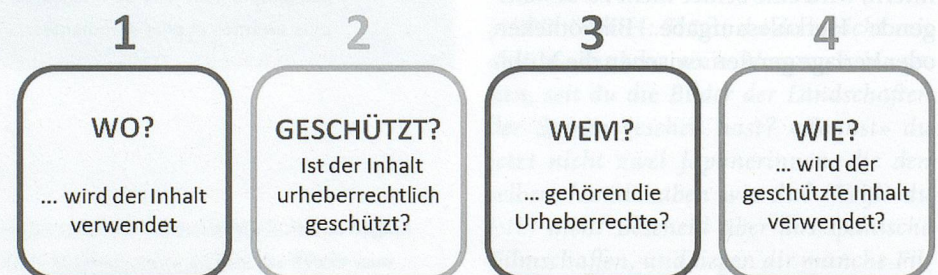 1
2
3
4
WO?
... wird der Inhalt
verwendet
GESCHÜTZT?
Ist der Inhalt
urheberrechtlich
geschützt?
WEM?
... gehören die
Urheberrechte?
WIE?
... wird der
geschützte Inhalt
verwendet?